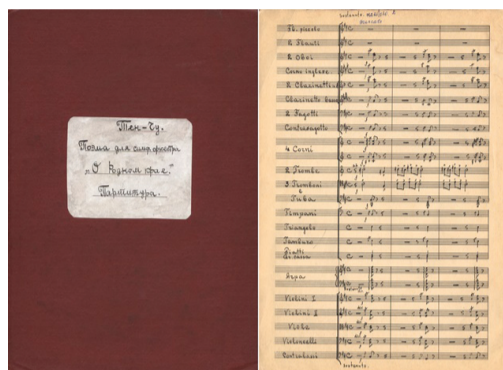 Тен-Чу.
Поэма для симф. оркестра
„О Родном крае."
Партитура.
Fl. piccolo
2 Flauti
2 Oboi
Corno inglese
2 Clarinetti
Clarinetto
2 Fagotti
Contrafagotto
4 Corni
2 Trombe
3 Tromboni
e
Tuba
Timpani
Triangolo
Tamburo
Piatti
Arpa
Violini I
Violini II
Viola
Violoncelli
Contrabassi